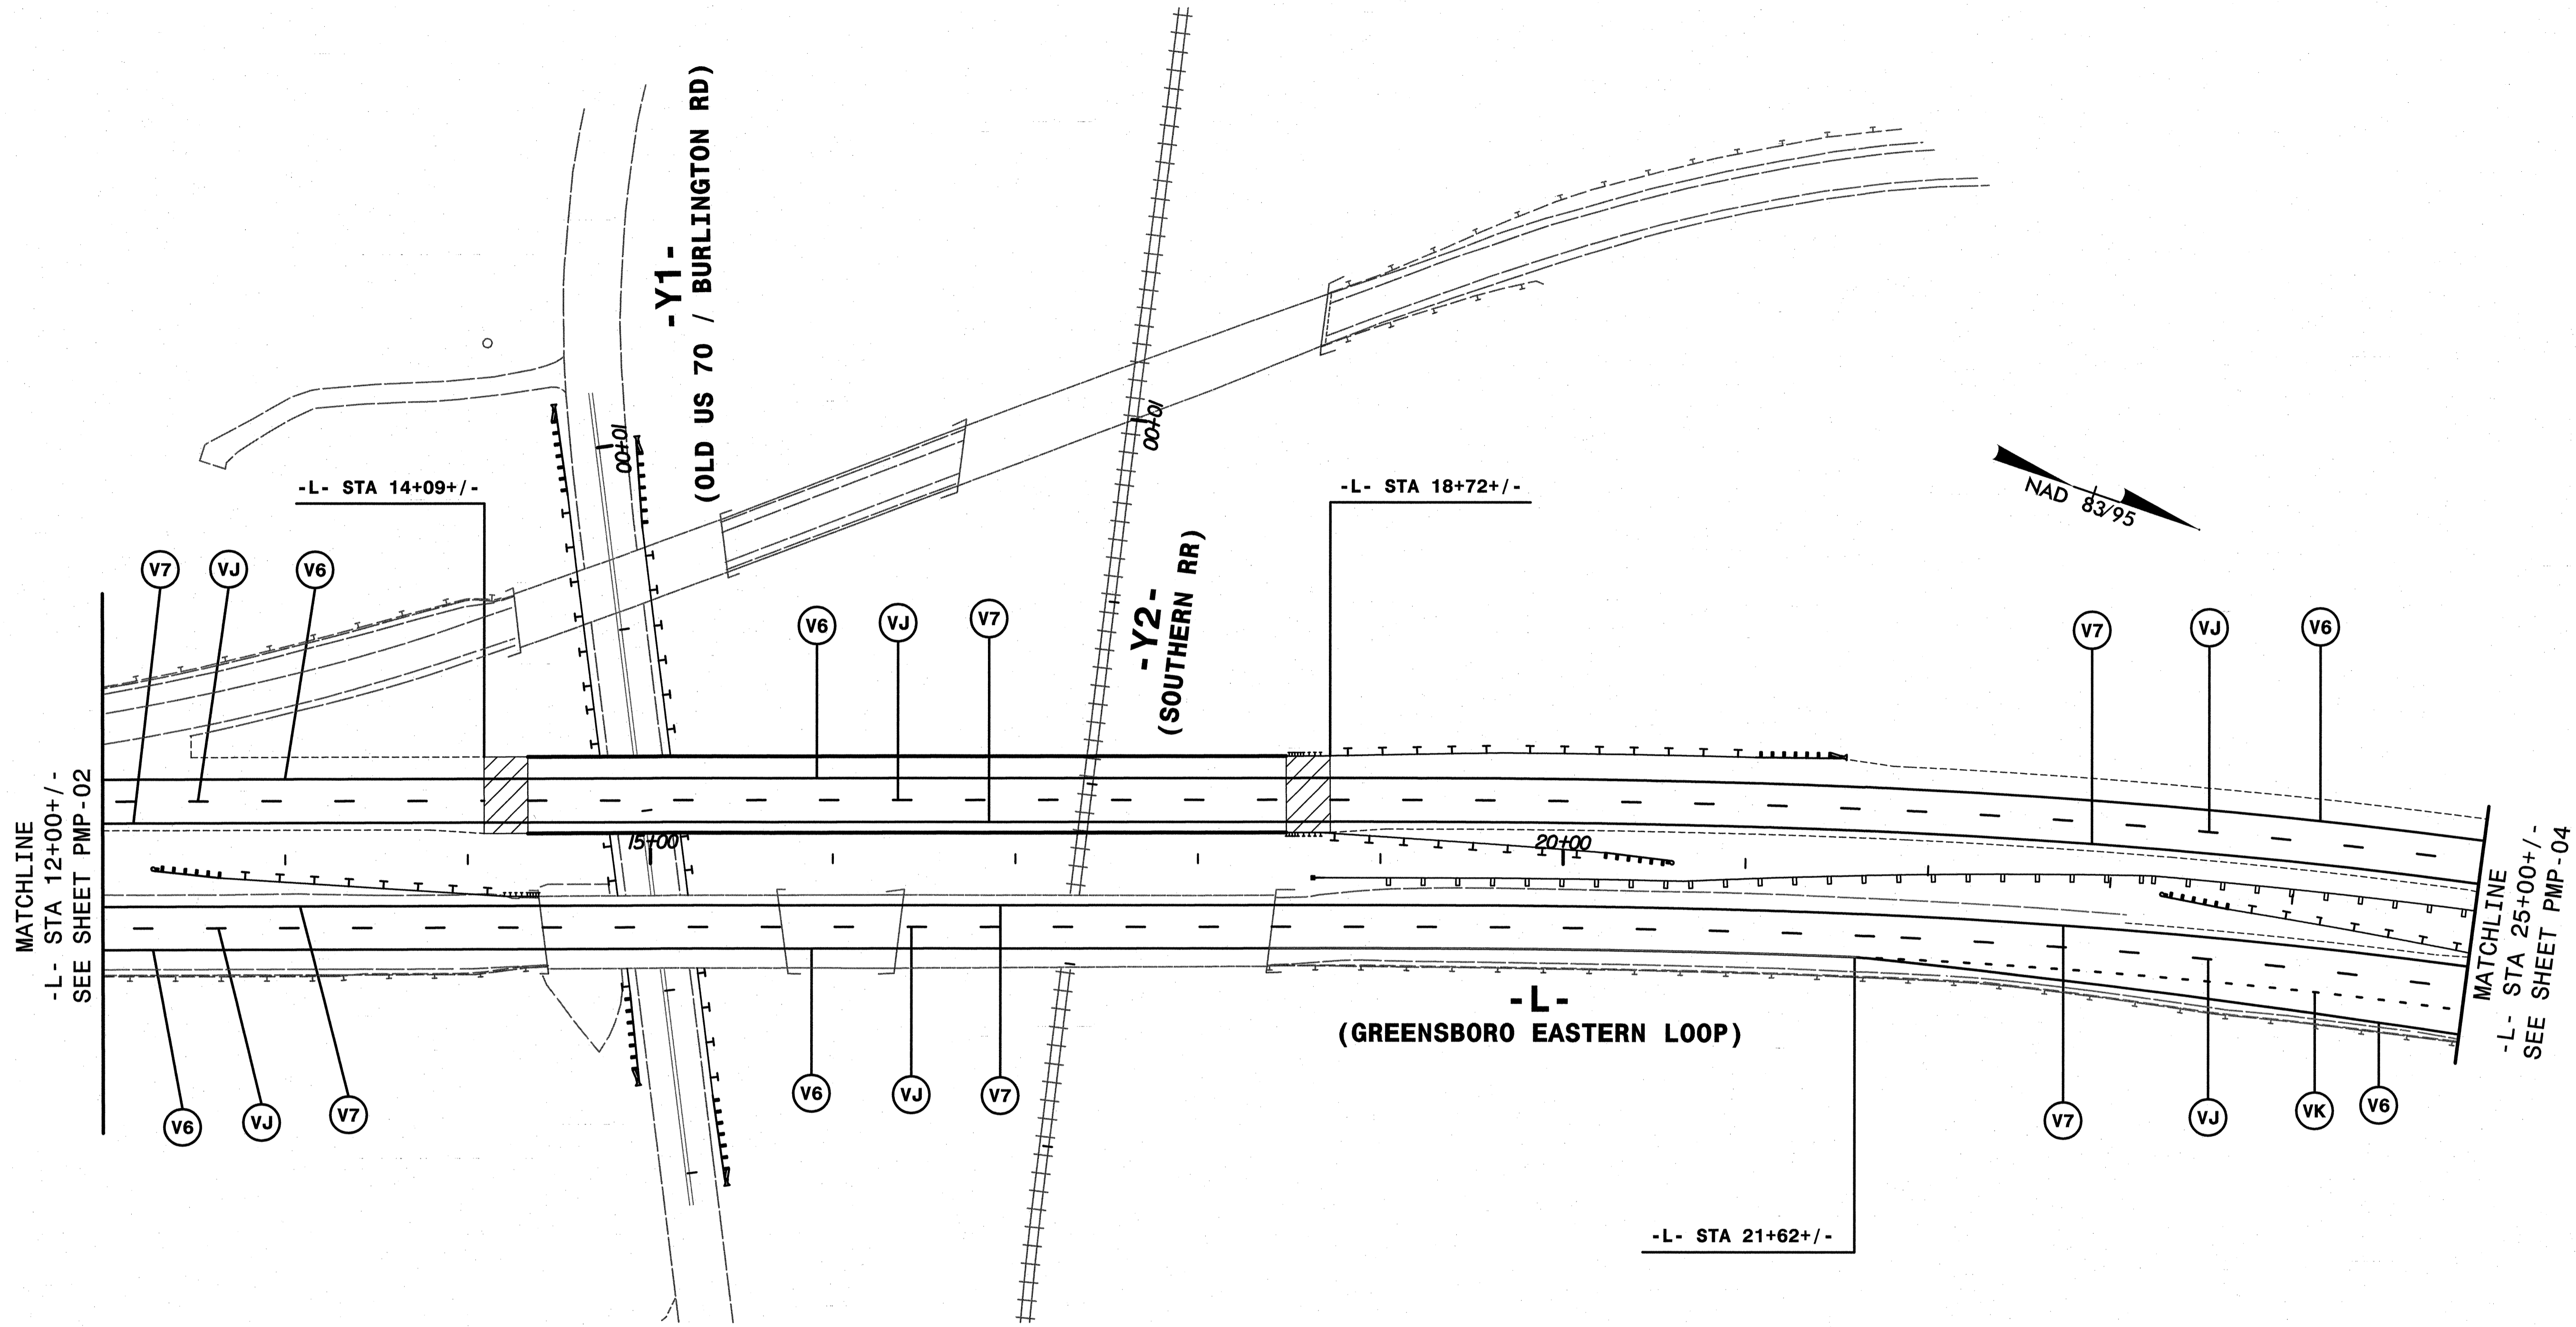 -Y1-
(OLD US 70 / BURLINGTON RD)
10+00
10+00
-L- STA 14+09+/-
-L- STA 18+72+/-
NAD 83/95
-Y2-
(SOUTHERN RR)
V7
VJ
V6
V6
VJ
V7
V7
VJ
V6
MATCHLINE
-L- STA 12+00+/-
SEE SHEET PMP-02
15+00
20+00
MATCHLINE
-L- STA 25+00+/-
SEE SHEET PMP-04
-L-
(GREENSBORO EASTERN LOOP)
V6
VJ
V7
V6
VJ
V7
V7
VJ
VK
V6
-L- STA 21+62+/-